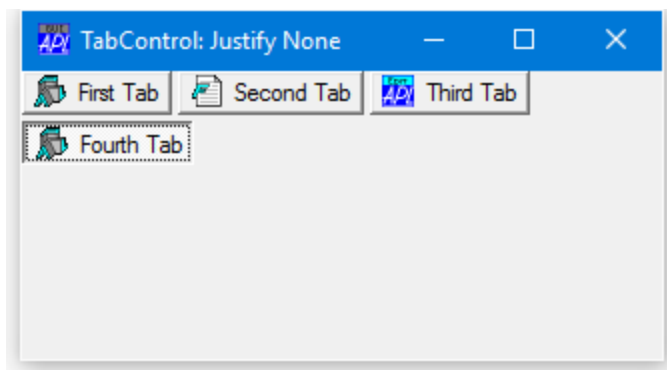 TabControl: Justify None
First Tab Second Tab Third Tab
Fourth Tab